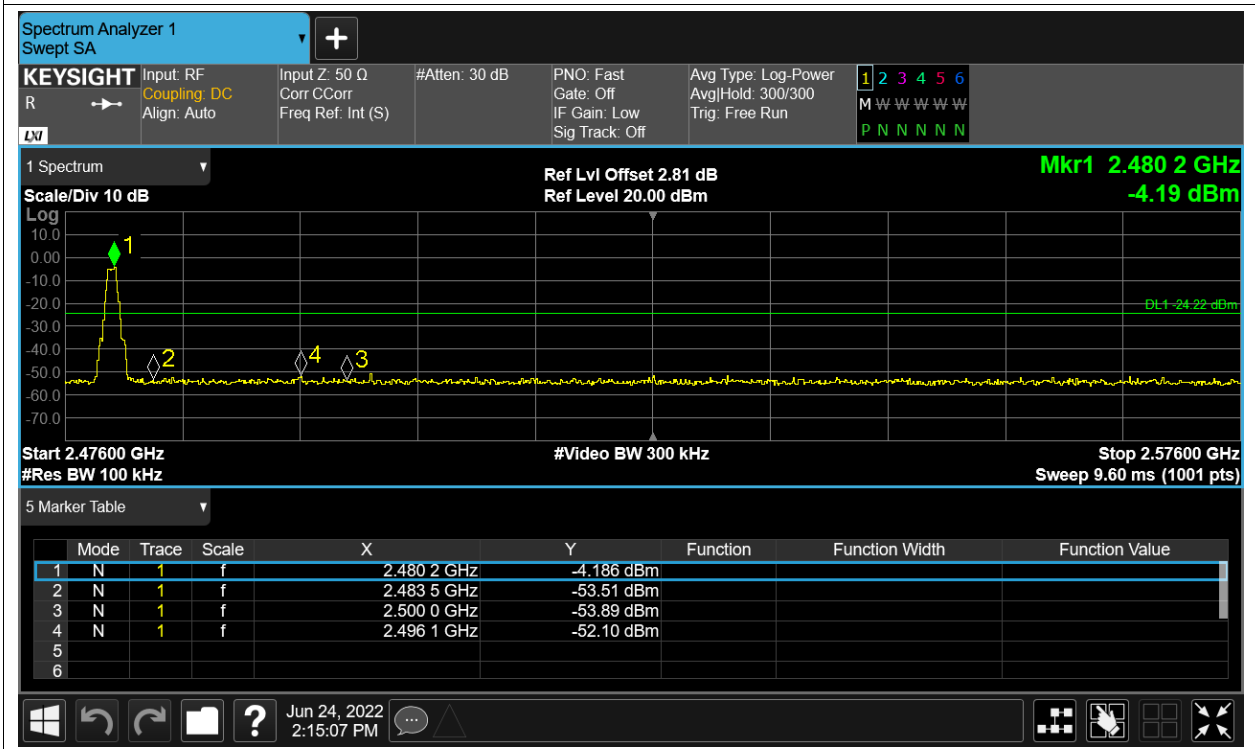 Spectrum Analyzer 1
Swept SA
+
KEYSIGHT Input: RF Input Z: 50 Ω #Atten: 30 dB PNO: Fast Avg Type: Log-Power 1 2 3 4 5 6
R Coupling: DC Corr CCorr Gate: Off Avg|Hold: 300/300 M W W W W W
Align: Auto Freq Ref: Int (S) IF Gain: Low Trig: Free Run
LXI Sig Track: Off P N N N N N
1 Spectrum Ref Lvl Offset 2.81 dB Mkr1 2.480 2 GHz
Scale/Div 10 dB Ref Level 20.00 dBm -4.19 dBm
Log
10.0 1
0.00
-10.0
-20.0 DL1 -24.22 dBm
-30.0
-40.0 2 4 3
-50.0
-60.0
-70.0
Start 2.47600 GHz #Video BW 300 kHz Stop 2.57600 GHz
#Res BW 100 kHz Sweep 9.60 ms (1001 pts)
5 Marker Table
Mode Trace Scale X Y Function Function Width Function Value
1 N 1 f 2.480 2 GHz -4.186 dBm
2 N 1 f 2.483 5 GHz -53.51 dBm
3 N 1 f 2.500 0 GHz -53.89 dBm
4 N 1 f 2.496 1 GHz -52.10 dBm
5
6
? Jun 24, 2022
2:15:07 PM